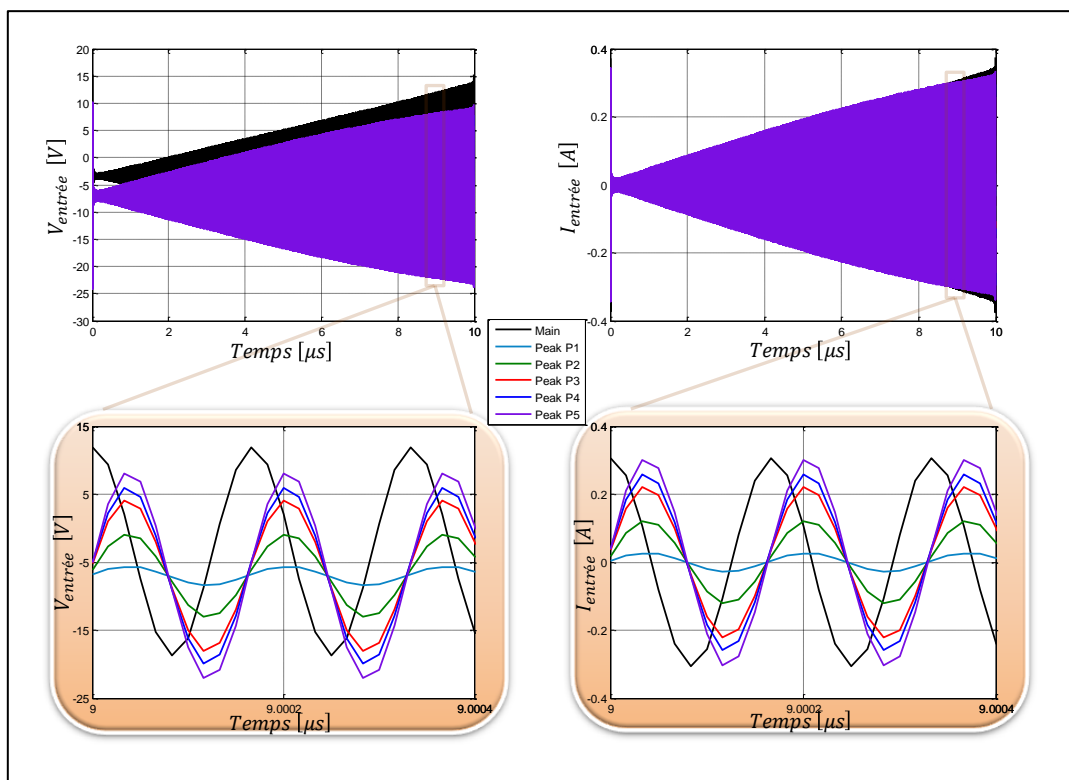 20
15
10
5
0
-5
-10
-15
-20
-25
-30
V_entrée [V]
0 2 4 6 8 10
Temps [μs]
0.4
0.2
0
-0.2
-0.4
I_entrée [A]
0 2 4 6 8 10
Temps [μs]
Main
Peak P1
Peak P2
Peak P3
Peak P4
Peak P5
15
5
-5
-15
-25
V_entrée [V]
9 9.0002 9.0004
Temps [μs]
0.4
0.2
0
-0.2
-0.4
I_entrée [A]
9 9.0002 9.0004
Temps [μs]